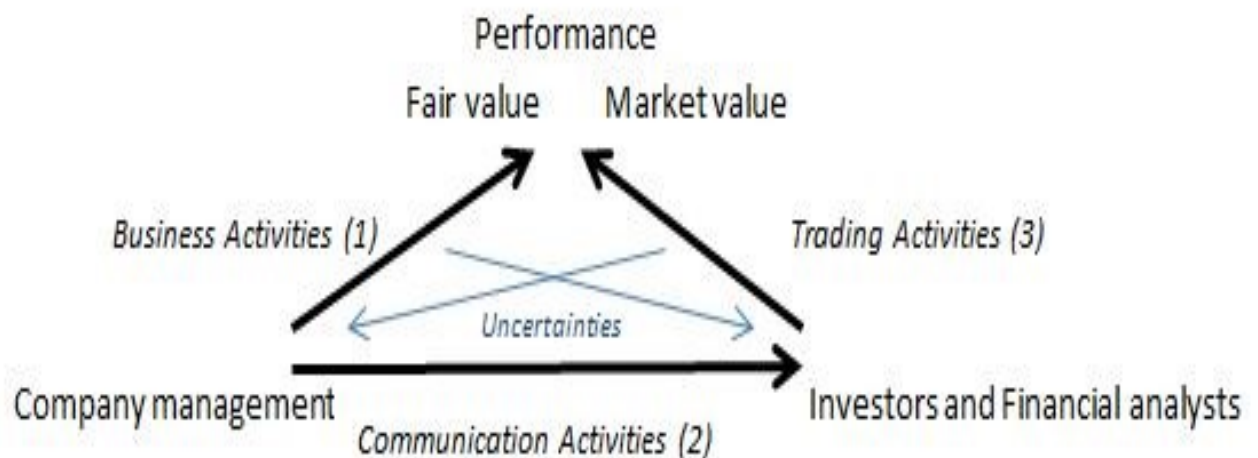 Performance
Fair value Market value
Business Activities (1) Trading Activities (3)
Uncertainties
Company management Investors and Financial analysts
Communication Activities (2)